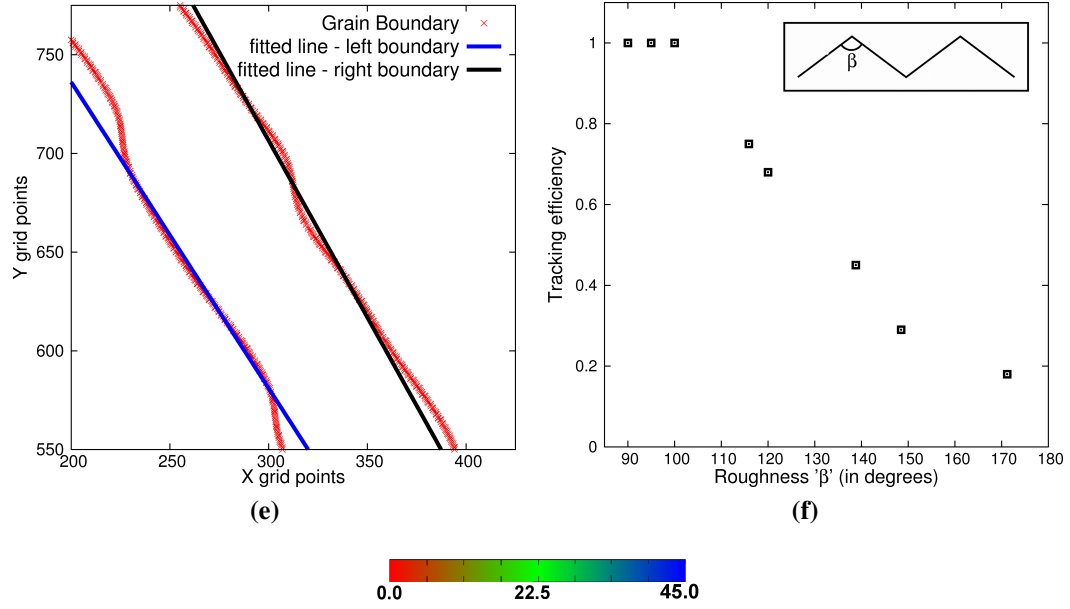 Grain Boundary
fitted line - left boundary
fitted line - right boundary
750
700
650
600
550
200
250
300
350
400
Y grid points
X grid points
(e)
1
0.8
0.6
0.4
0.2
0
90
100
110
120
130
140
150
160
170
180
Tracking efficiency
Roughness 'β' (in degrees)
β
(f)
0.0
22.5
45.0